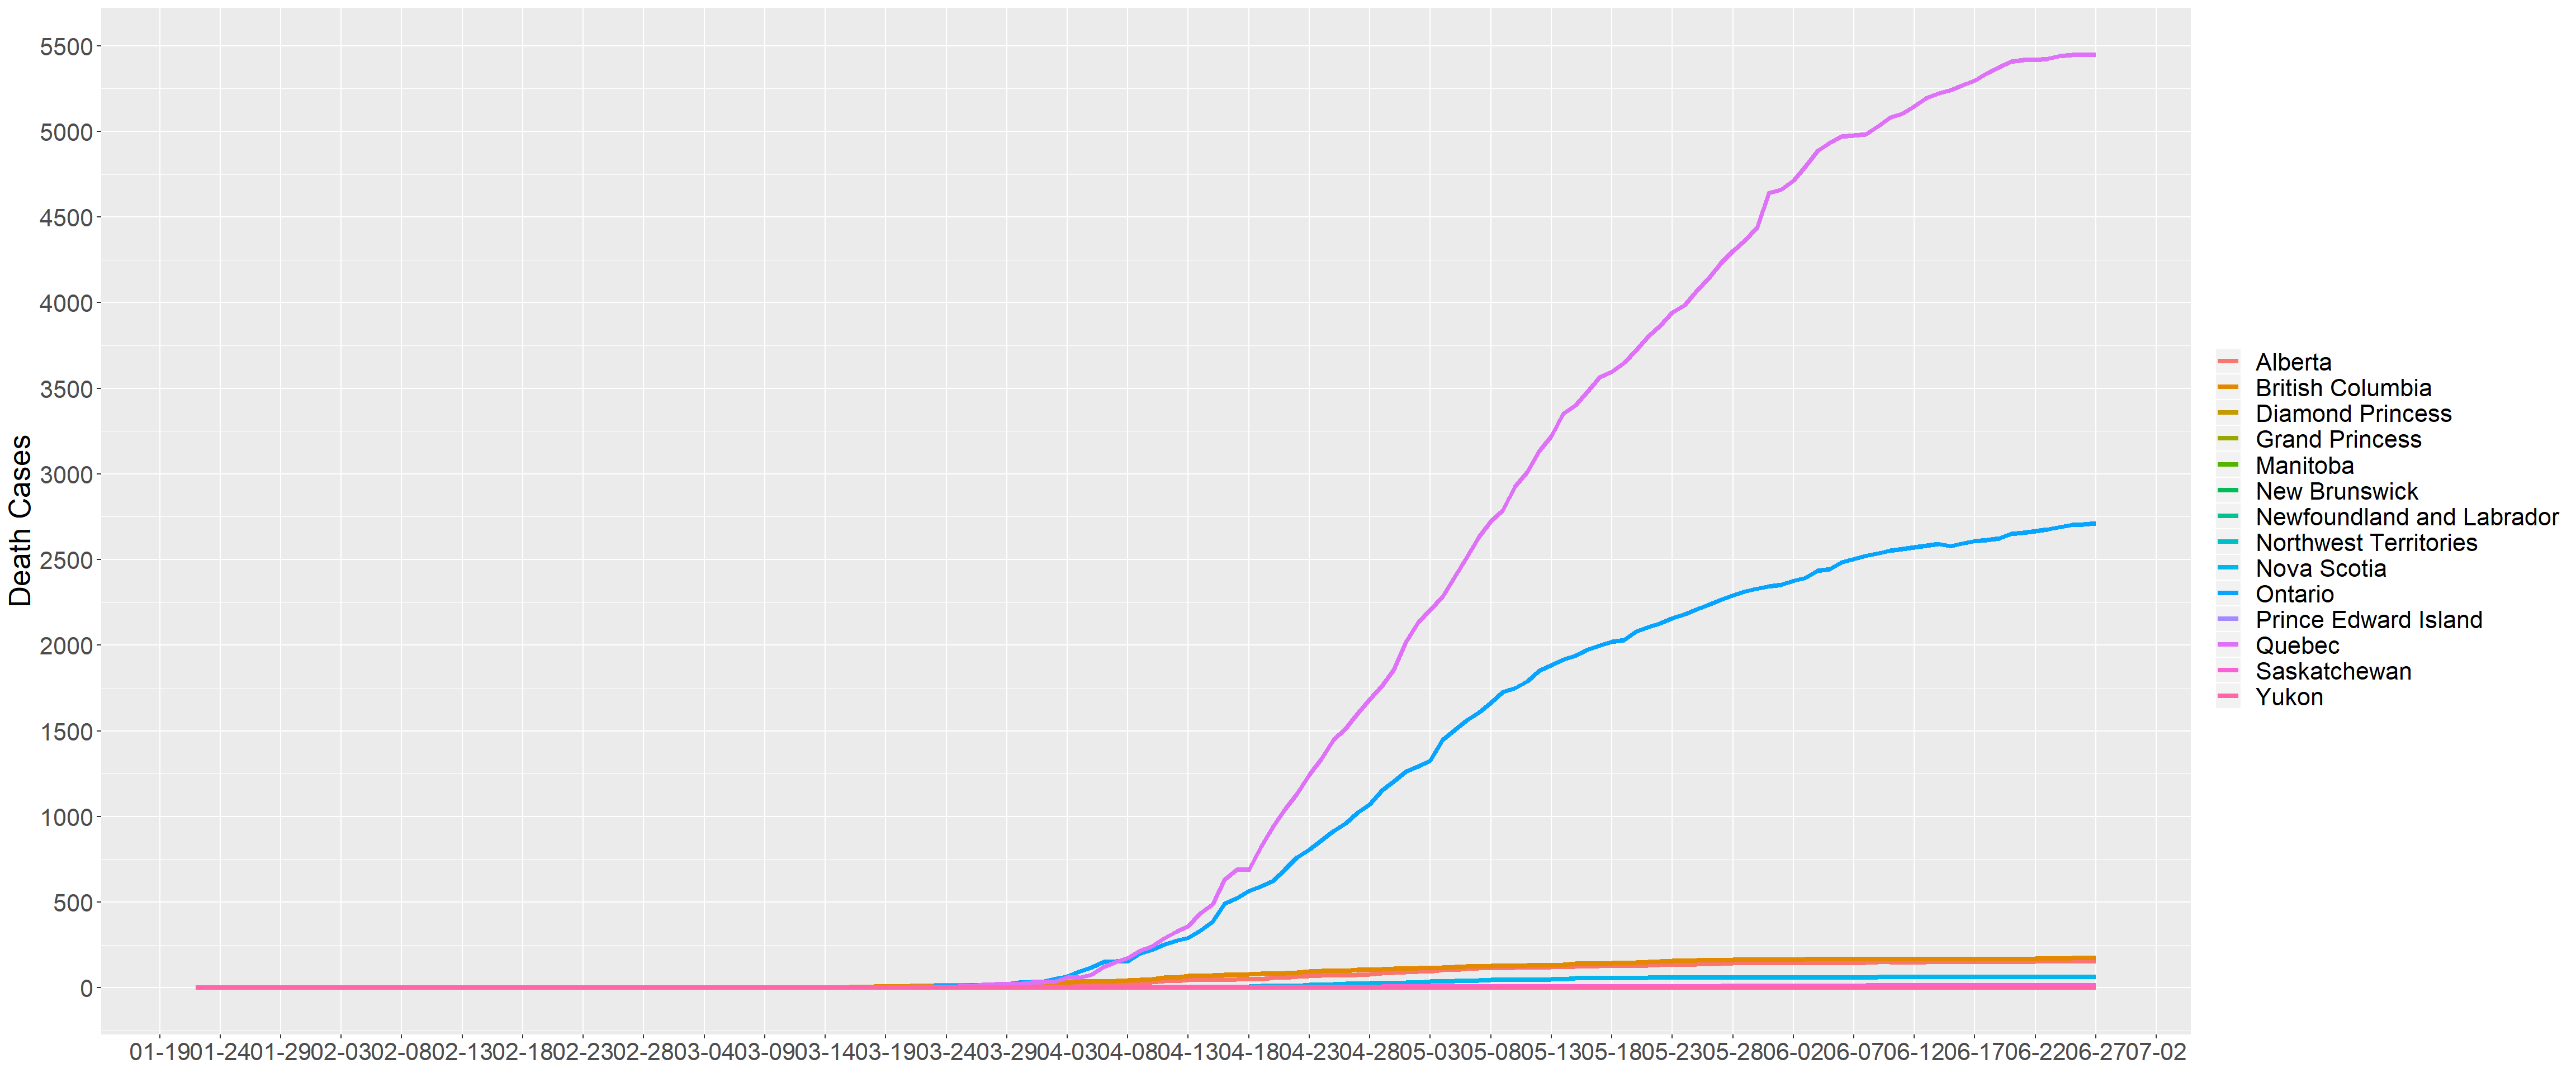 Death Cases
5500
5000
4500
4000
3500
3000
2500
2000
1500
1000
500
0
01-1901-2401-2902-0302-0802-1302-1802-2302-2803-0403-0903-1403-1903-2403-2904-0304-0804-1304-1804-2304-2805-0305-0805-1305-1805-2305-2806-0206-0706-1206-1706-2206-2707-02
Alberta
British Columbia
Diamond Princess
Grand Princess
Manitoba
New Brunswick
Newfoundland and Labrador
Northwest Territories
Nova Scotia
Ontario
Prince Edward Island
Quebec
Saskatchewan
Yukon